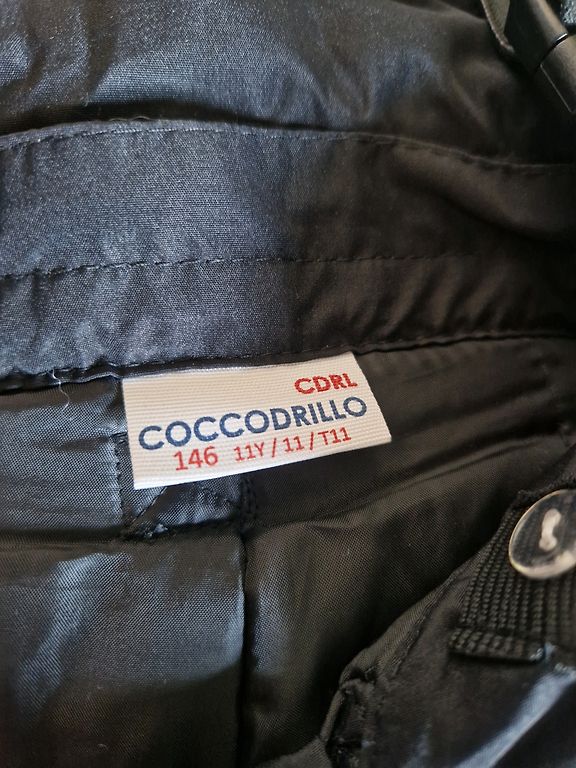 CDRL
COCCODRILLO
146 11Y / 11 / T11